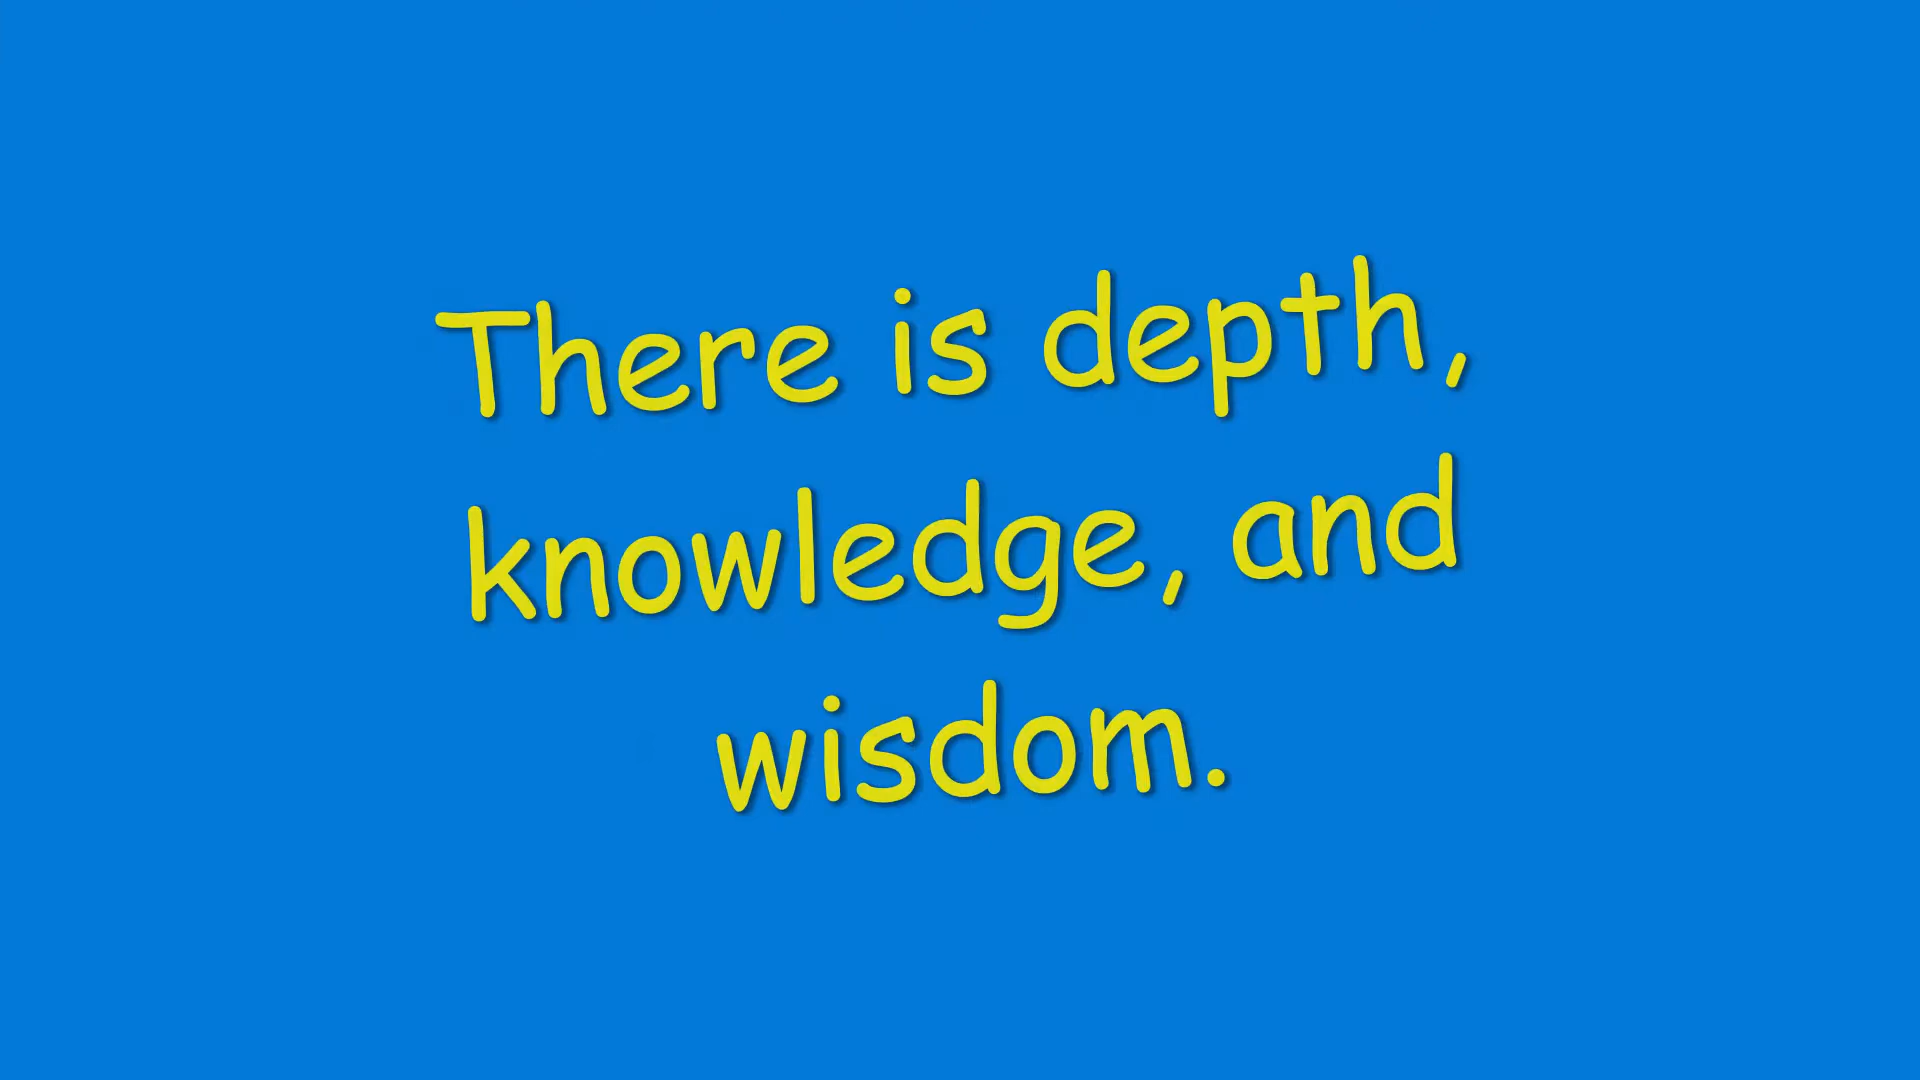 There is depth,
knowledge, and
wisdom.